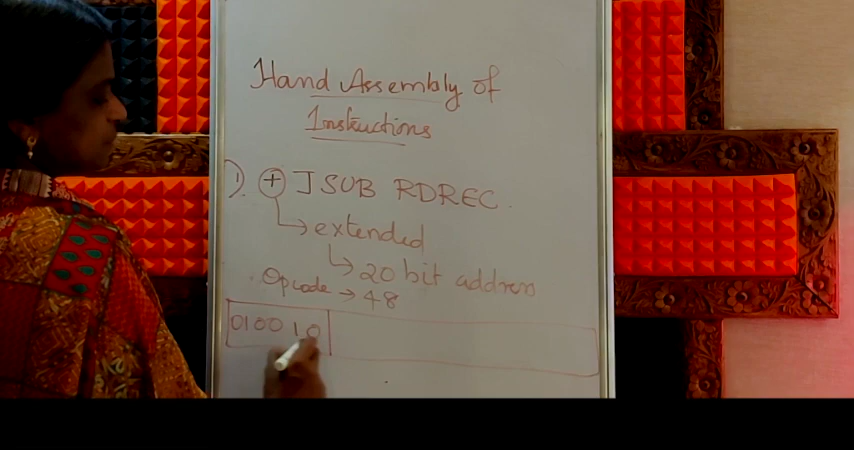 Hand Assembly of
Instructions
1) + JSUB RDREC.
extended
20 bit address
Opcode → 48
010010